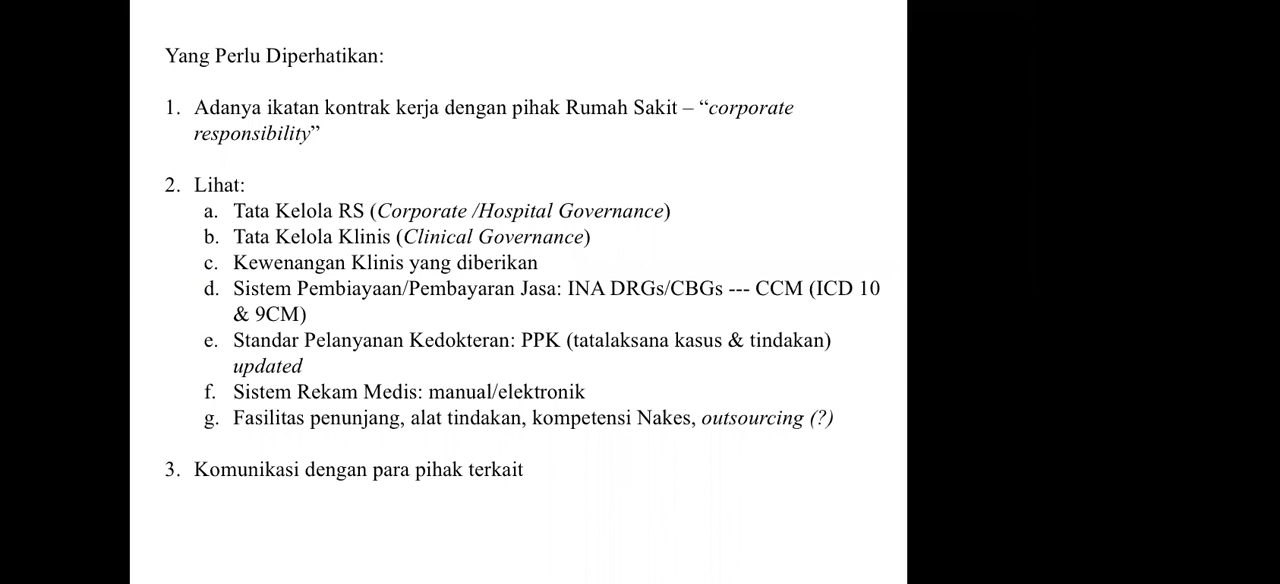 Yang Perlu Diperhatikan:
1. Adanya ikatan kontrak kerja dengan pihak Rumah Sakit – “corporate
responsibility”
2. Lihat:
a. Tata Kelola RS (Corporate /Hospital Governance)
b. Tata Kelola Klinis (Clinical Governance)
c. Kewenangan Klinis yang diberikan
d. Sistem Pembiayaan/Pembayaran Jasa: INA DRGs/CBGs --- CCM (ICD 10
& 9CM)
e. Standar Pelanyanan Kedokteran: PPK (tatalaksana kasus & tindakan)
updated
f. Sistem Rekam Medis: manual/elektronik
g. Fasilitas penunjang, alat tindakan, kompetensi Nakes, outsourcing (?)
3. Komunikasi dengan para pihak terkait